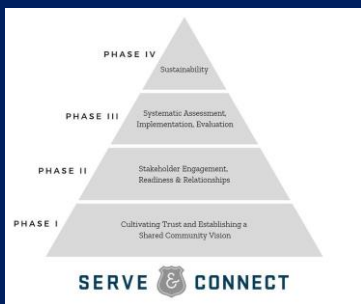 PHASE IV
Sustainability
PHASE III
Systematic Assessment,
Implementation, Evaluation
PHASE II
Stakeholder Engagement,
Readiness & Relationships
PHASE I
Cultivating Trust and Establishing a
Shared Community Vision
SERVE & CONNECT